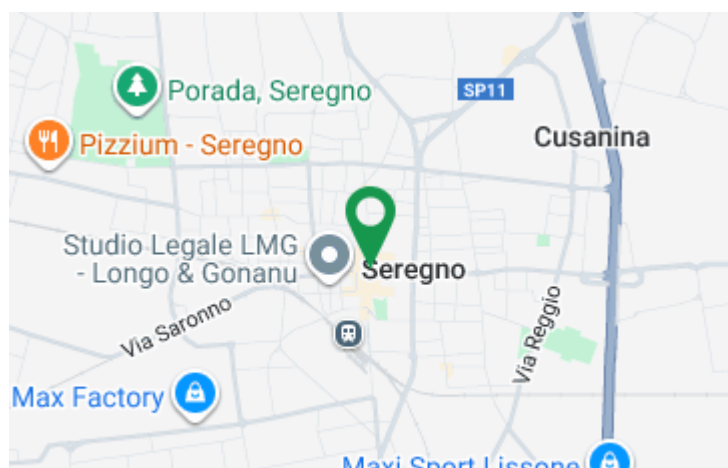 Porada, Seregno
SP11
Cusanina
Pizzium - Seregno
Studio Legale LMG
- Longo & Gonanu
Seregno
Via Saronno
Via Reggio
Max Factory
Maxi Sport Lissone